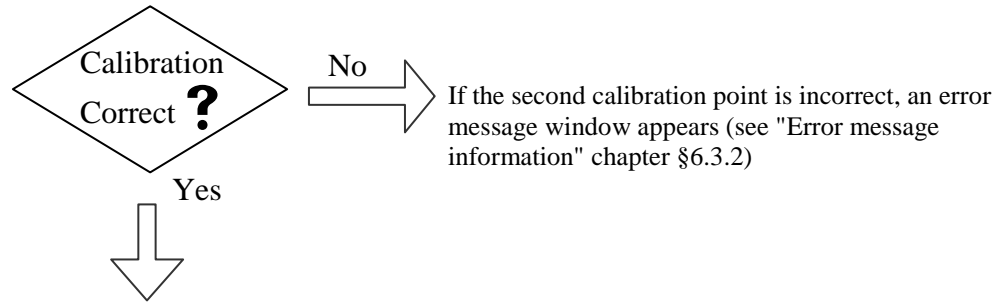 Calibration
Correct ?
No
If the second calibration point is incorrect, an error
message window appears (see "Error message
information" chapter §6.3.2)
Yes